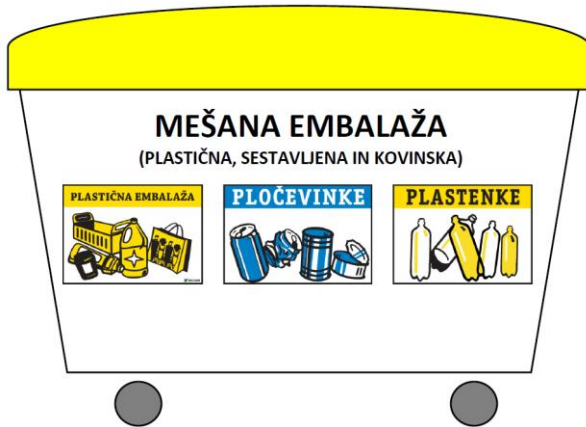 MEŠANA EMBALAŽA
(PLASTIČNA, SESTAVLJENA IN KOVINSKA)
PLASTIČNA EMBALAŽA
PLOČEVINKE
PLASTENKE